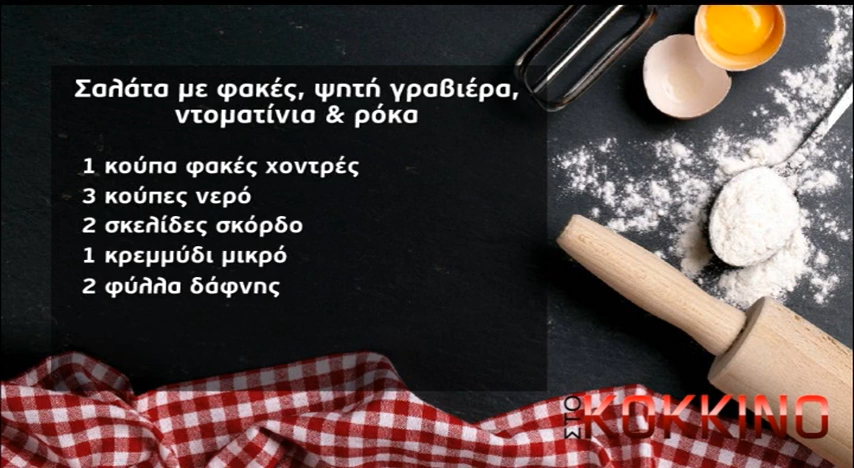 Σαλάτα με φακές, ψητή γραβιέρα,
ντοματίνια & ρόκα
1 κούπα φακές χοντρές
3 κούπες νερό
2 σκελίδες σκόρδο
1 κρεμμύδι μικρό
2 φύλλα δάφνης
ΣΤΟ ΚΟΚΚΙΝΟ